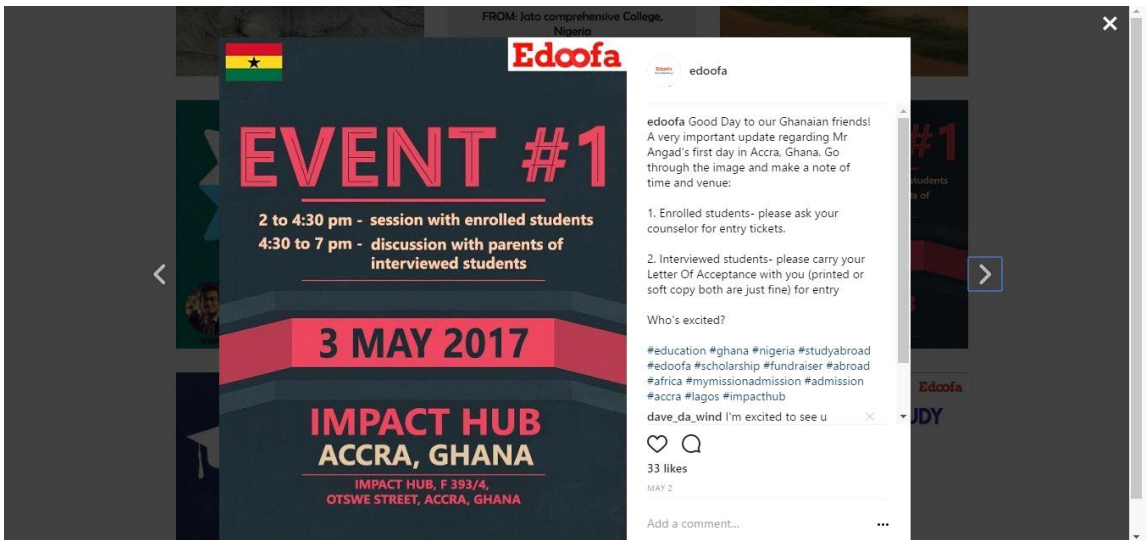 FROM: Jato comprehensive College,
Nigeria
Edoofa
EVENT #1
2 to 4:30 pm - session with enrolled students
4:30 to 7 pm - discussion with parents of
interviewed students
3 MAY 2017
IMPACT HUB
ACCRA, GHANA
IMPACT HUB, F 393/4,
OTSWE STREET, ACCRA, GHANA
edoofa
edoofa Good Day to our Ghanaian friends!
A very important update regarding Mr
Angad's first day in Accra, Ghana. Go
through the image and make a note of
time and venue:
1. Enrolled students- please ask your
counselor for entry tickets.
2. Interviewed students- please carry your
Letter Of Acceptance with you (printed or
soft copy both are just fine) for entry
Who's excited?
#education #ghana #nigeria #studyabroad
#edoofa #scholarship #fundraiser #abroad
#africa #mymissionadmission #admission
#accra #lagos #impacthub
dave_da_wind I'm excited to see u
33 likes
MAY 2
Add a comment...
#1
students
ts of
Edoofa